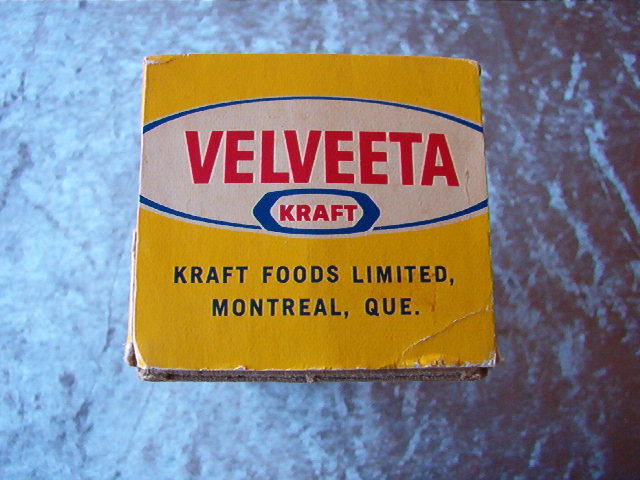 VELVEETA
KRAFT
KRAFT FOODS LIMITED,
MONTREAL, QUE.